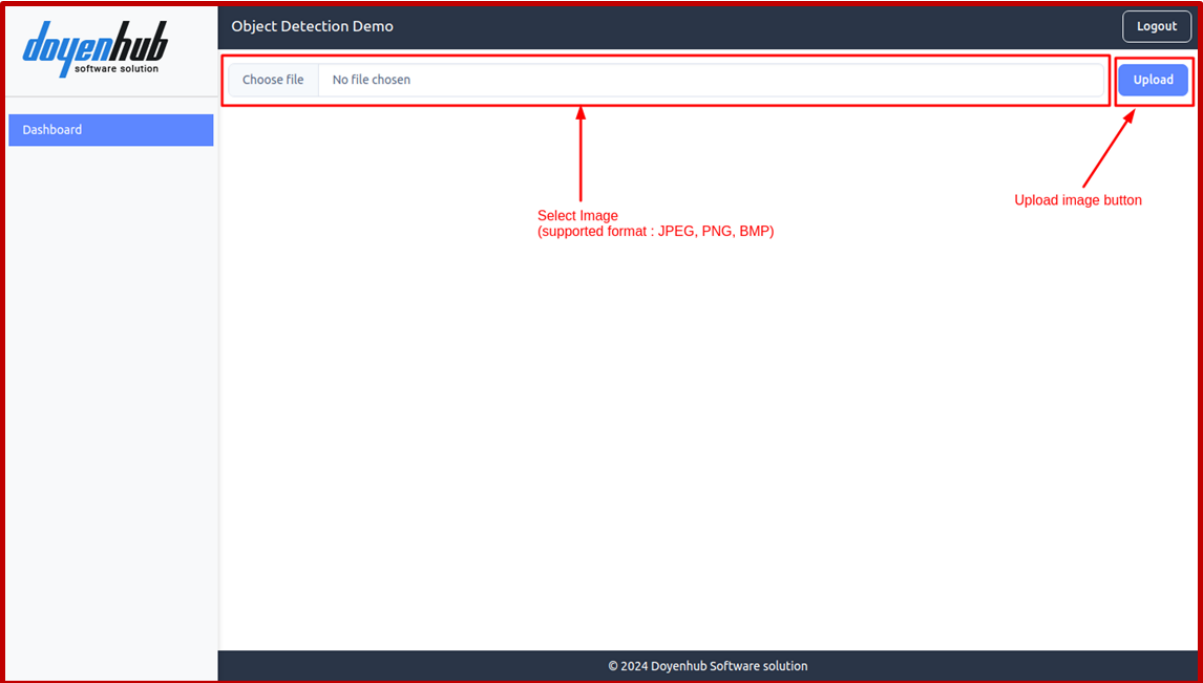 doyenhub
software solution
Object Detection Demo
Logout
Choose file
No file chosen
Upload
Dashboard
Upload image button
Select Image
(supported format : JPEG, PNG, BMP)
© 2024 Doyenhub Software solution